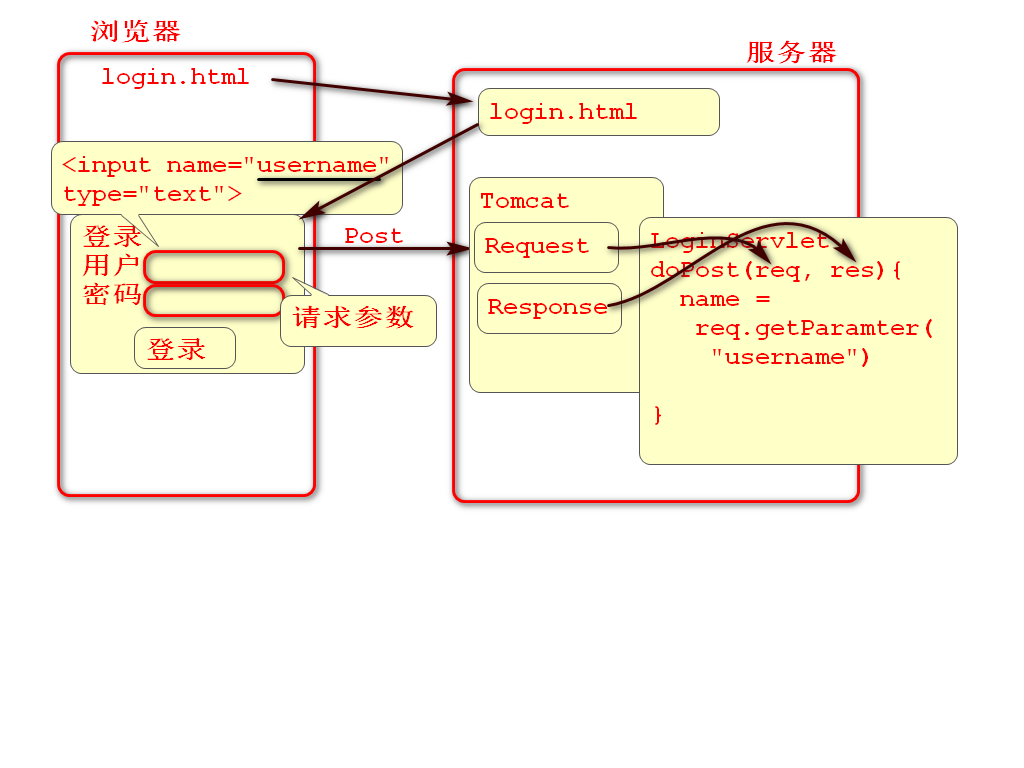 浏览器
login.html
<input name="username"
type="text">
登录
用户
密码
登录
请求参数
Post
服务器
login.html
Tomcat
Request
Response
LoginServlet
doPost(req, res){
name =
req.getParamter(
"username")
}